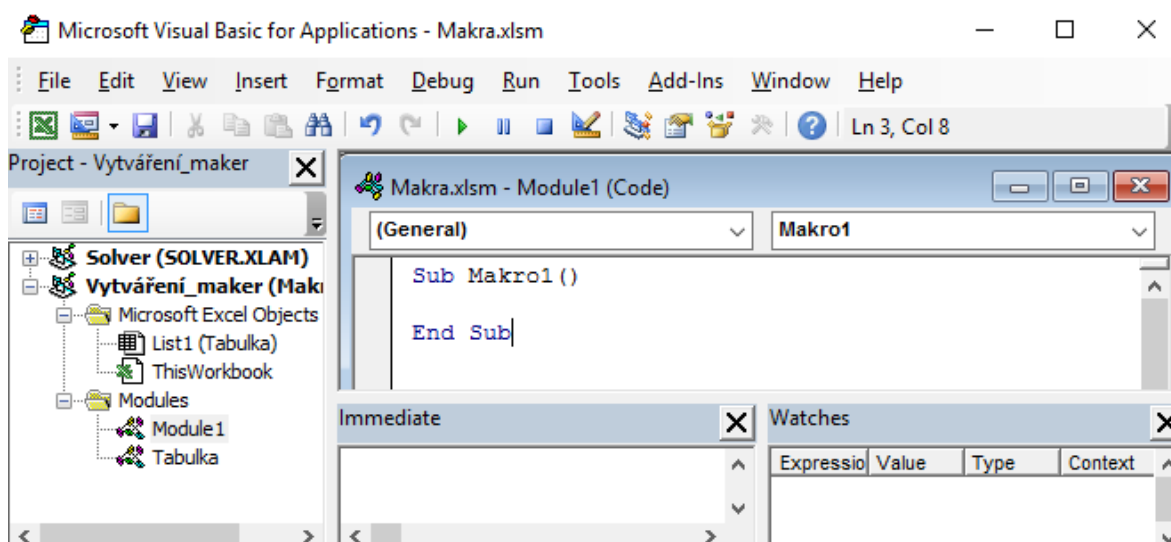 Microsoft Visual Basic for Applications - Makra.xlsm
File Edit View Insert Format Debug Run Tools Add-Ins Window Help
Ln 3, Col 8
Project - Vytváření_maker
Solver (SOLVER.XLAM)
Vytváření_maker (Mak
Microsoft Excel Objects
List1 (Tabulka)
ThisWorkbook
Modules
Module1
Tabulka
Makra.xlsm - Module1 (Code)
(General) Makro1
Sub Makro1()
End Sub
Immediate
Watches
Expressio Value Type Context